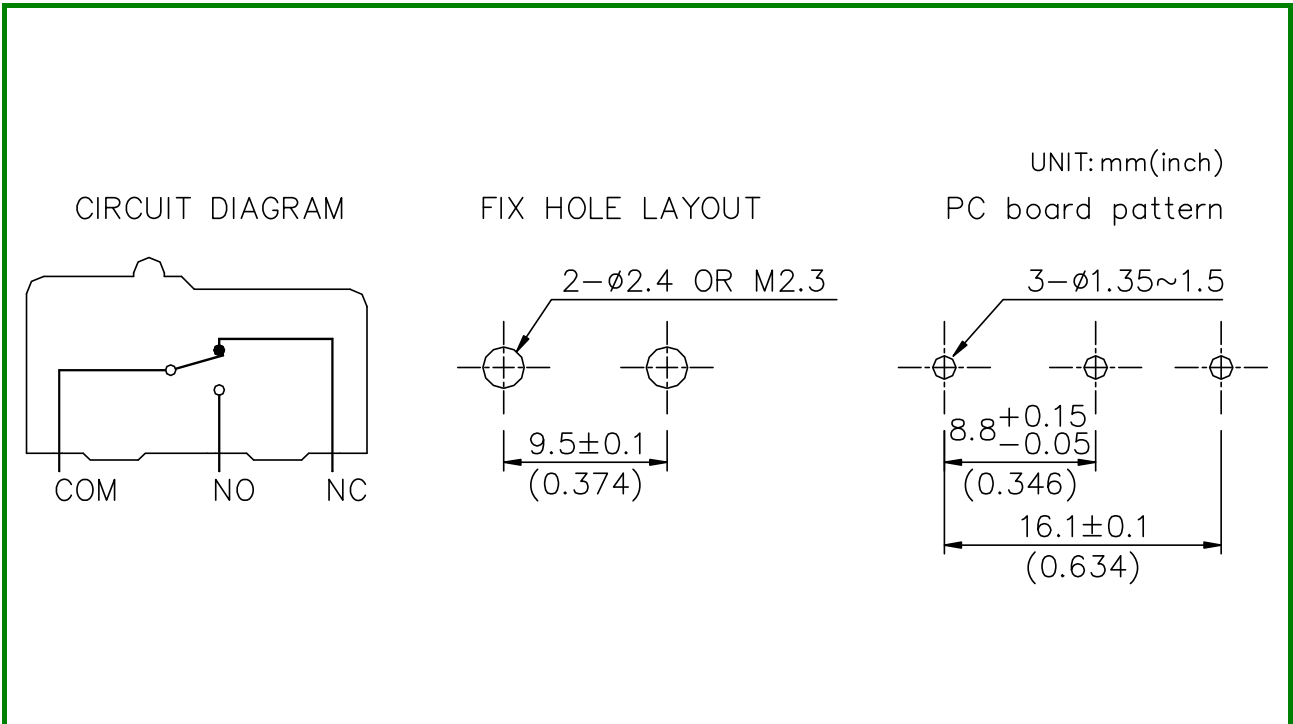 UNIT: mm(inch)
CIRCUIT DIAGRAM
FIX HOLE LAYOUT
PC board pattern
2-ø2.4 OR M2.3
3-ø1.35~1.5
9.5±0.1
(0.374)
8.8+0.15
-0.05
(0.346)
16.1±0.1
(0.634)
COM
NO
NC